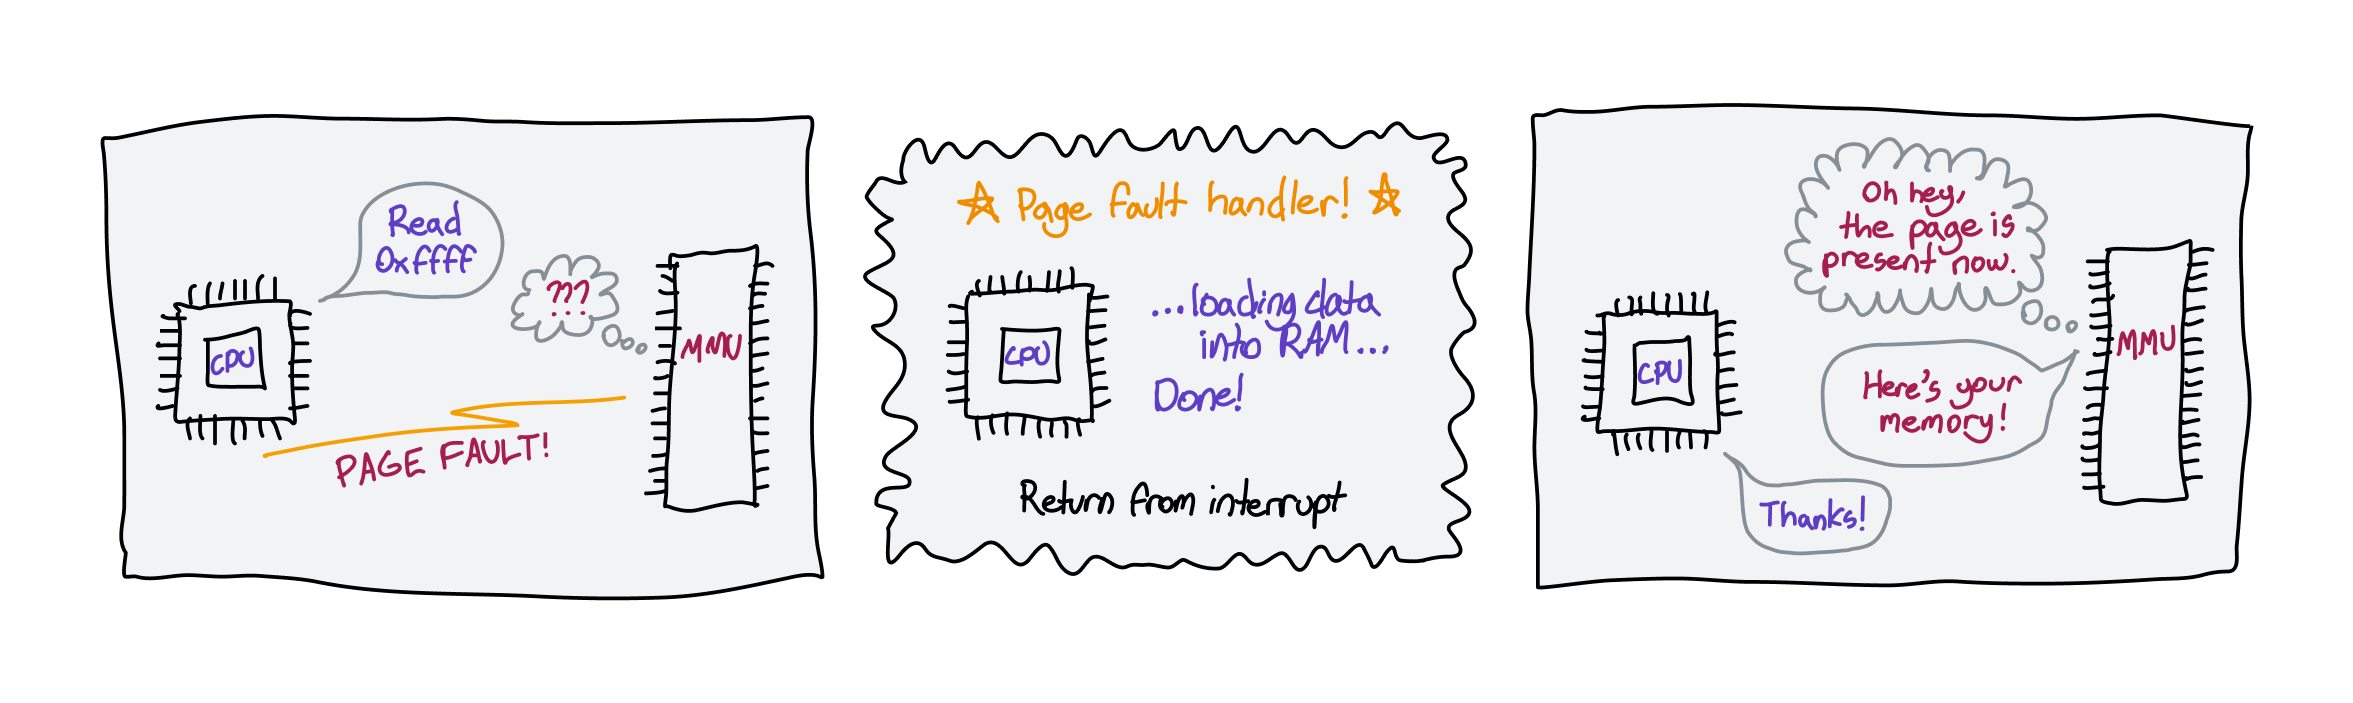 Read
0xffff
???
CPU
MMU
PAGE FAULT!
Page fault handler!
...loading data
into RAM...
CPU
Done!
Return from interrupt
Oh hey,
the page is
present now.
MMU
CPU
Here's your
memory!
Thanks!